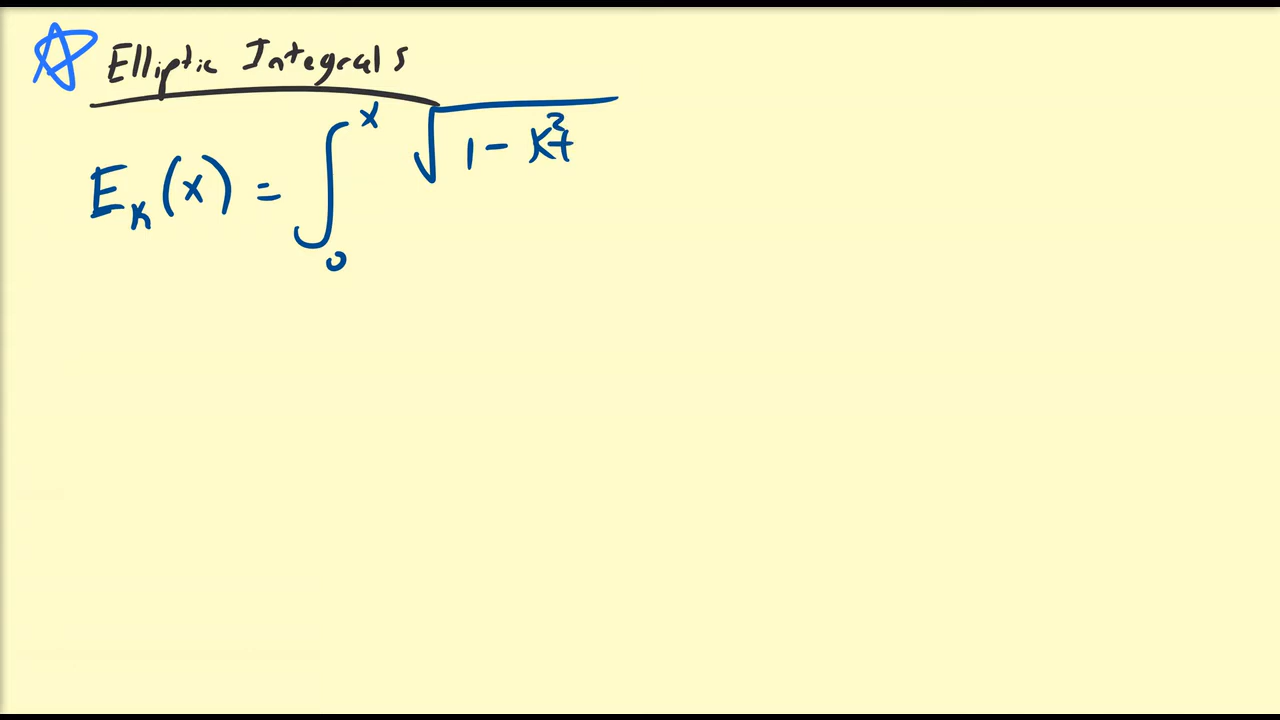 Elliptic Integrals
E_k(x) = ∫_0^x √(1 - k²t